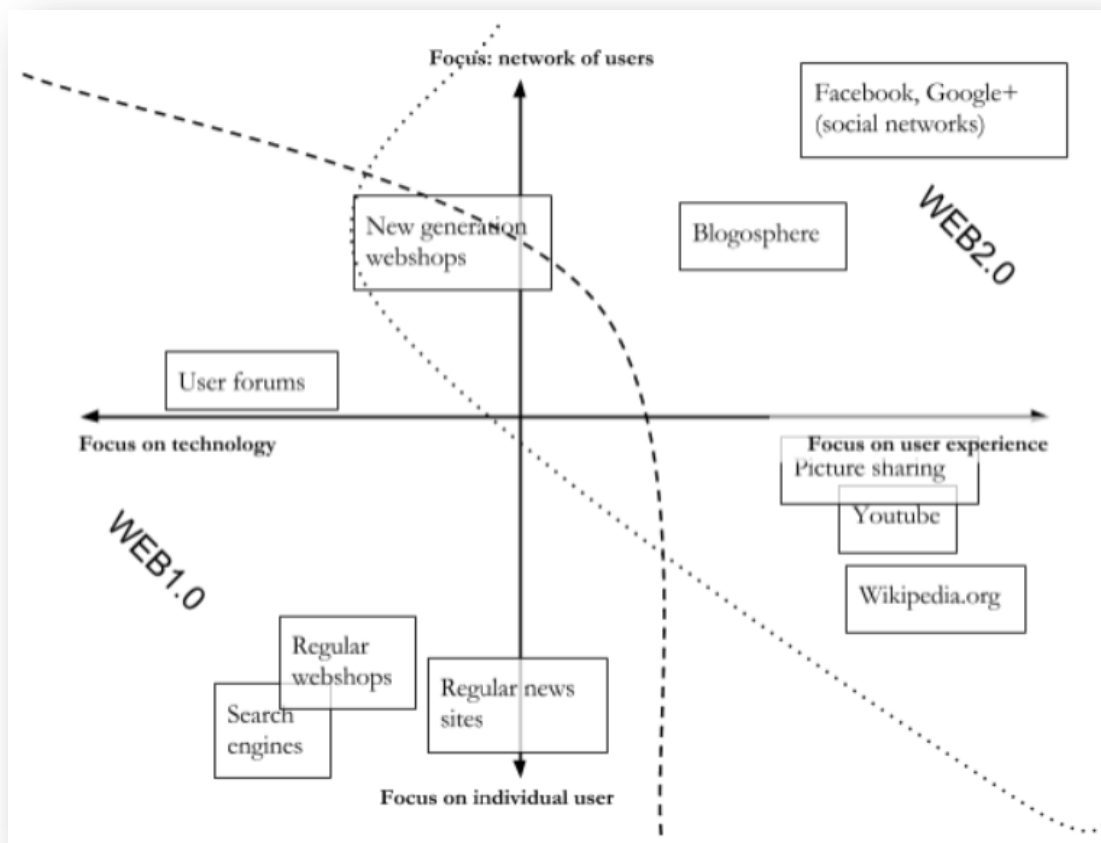 Focus: network of users
Facebook, Google+
(social networks)
WEB2.0
New generation
webshops
Blogosphere
User forums
Focus on technology
Focus on user experience
Picture sharing
Youtube
WEB1.0
Wikipedia.org
Regular
webshops
Regular news
sites
Search
engines
Focus on individual user